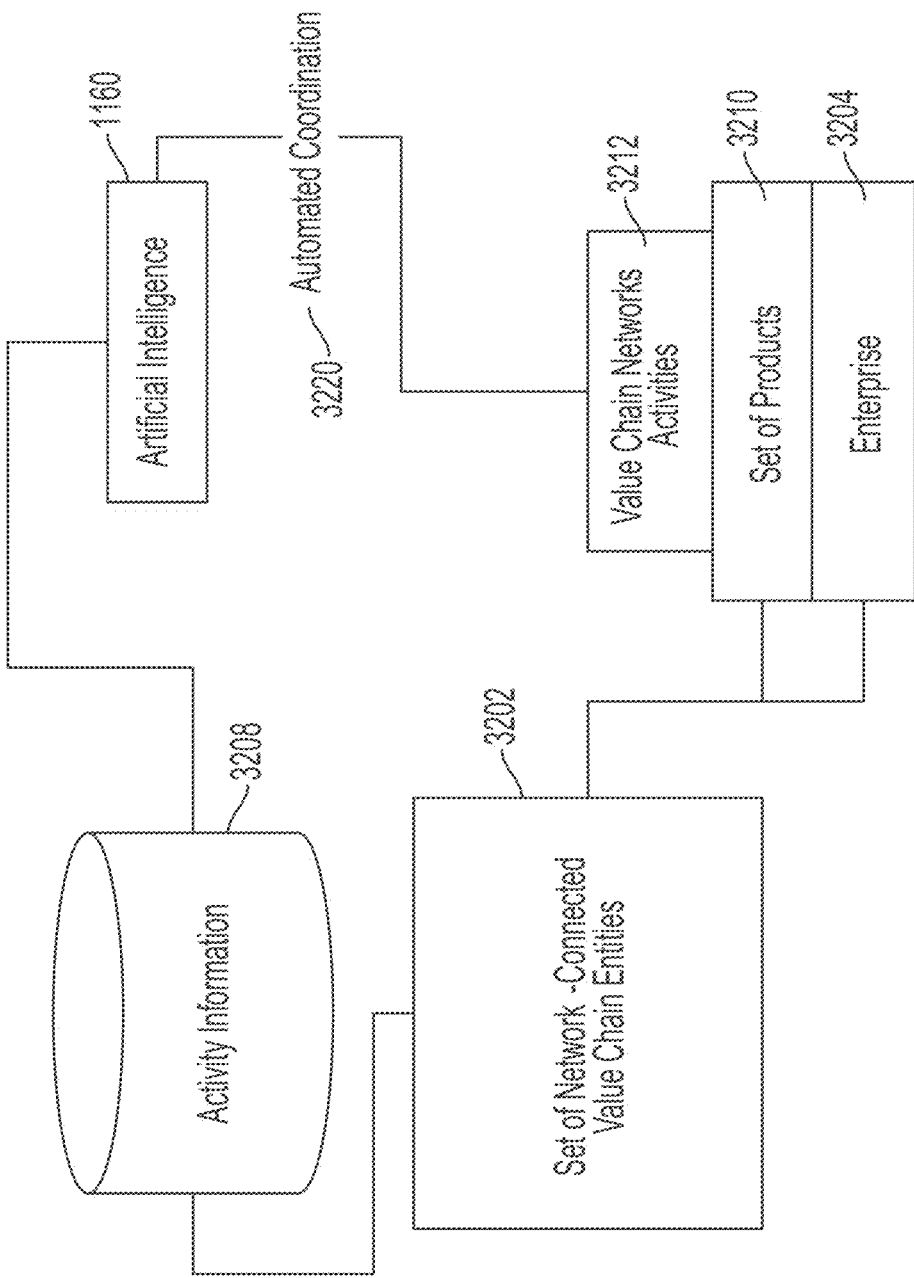 Activity Information
3208
Artificial Intelligence
1160
3220
Automated Coordination
Set of Network -Connected
Value Chain Entities
3202
Value Chain Networks
Activities
3212
Set of Products
3210
Enterprise
3204